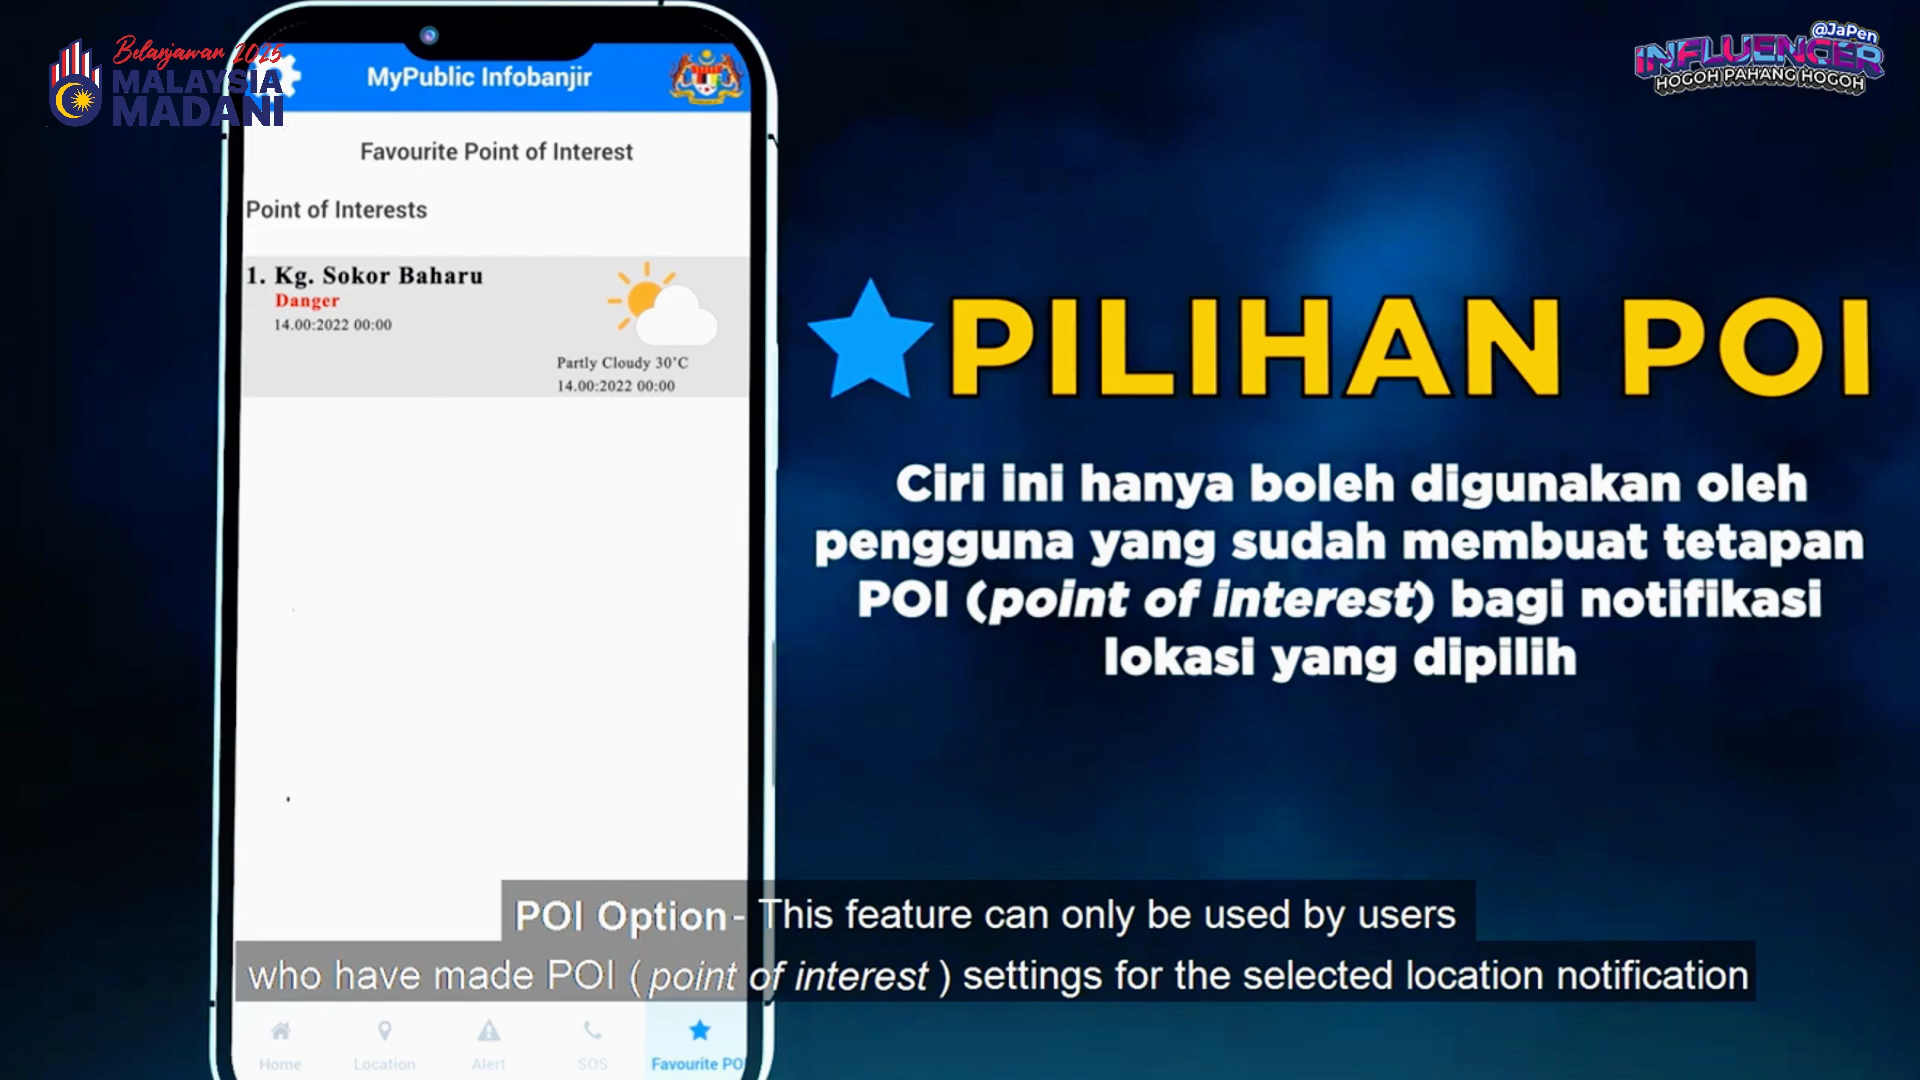 Belanjawan 2025
MALAYSIA
MADANI
MyPublic Infobanjir
@JaPen
INFLUENCER
HOGOH PAHANG HOGOH
Favourite Point of Interest
Point of Interests
1. Kg. Sokor Baharu
Danger
14.00:2022 00:00
Partly Cloudy 30°C
14.00:2022 00:00
PILIHAN POI
Ciri ini hanya boleh digunakan oleh
pengguna yang sudah membuat tetapan
POI (point of interest) bagi notifikasi
lokasi yang dipilih
POI Option - This feature can only be used by users
who have made POI ( point of interest ) settings for the selected location notification
Home
Location
Alert
SOS
Favourite PO